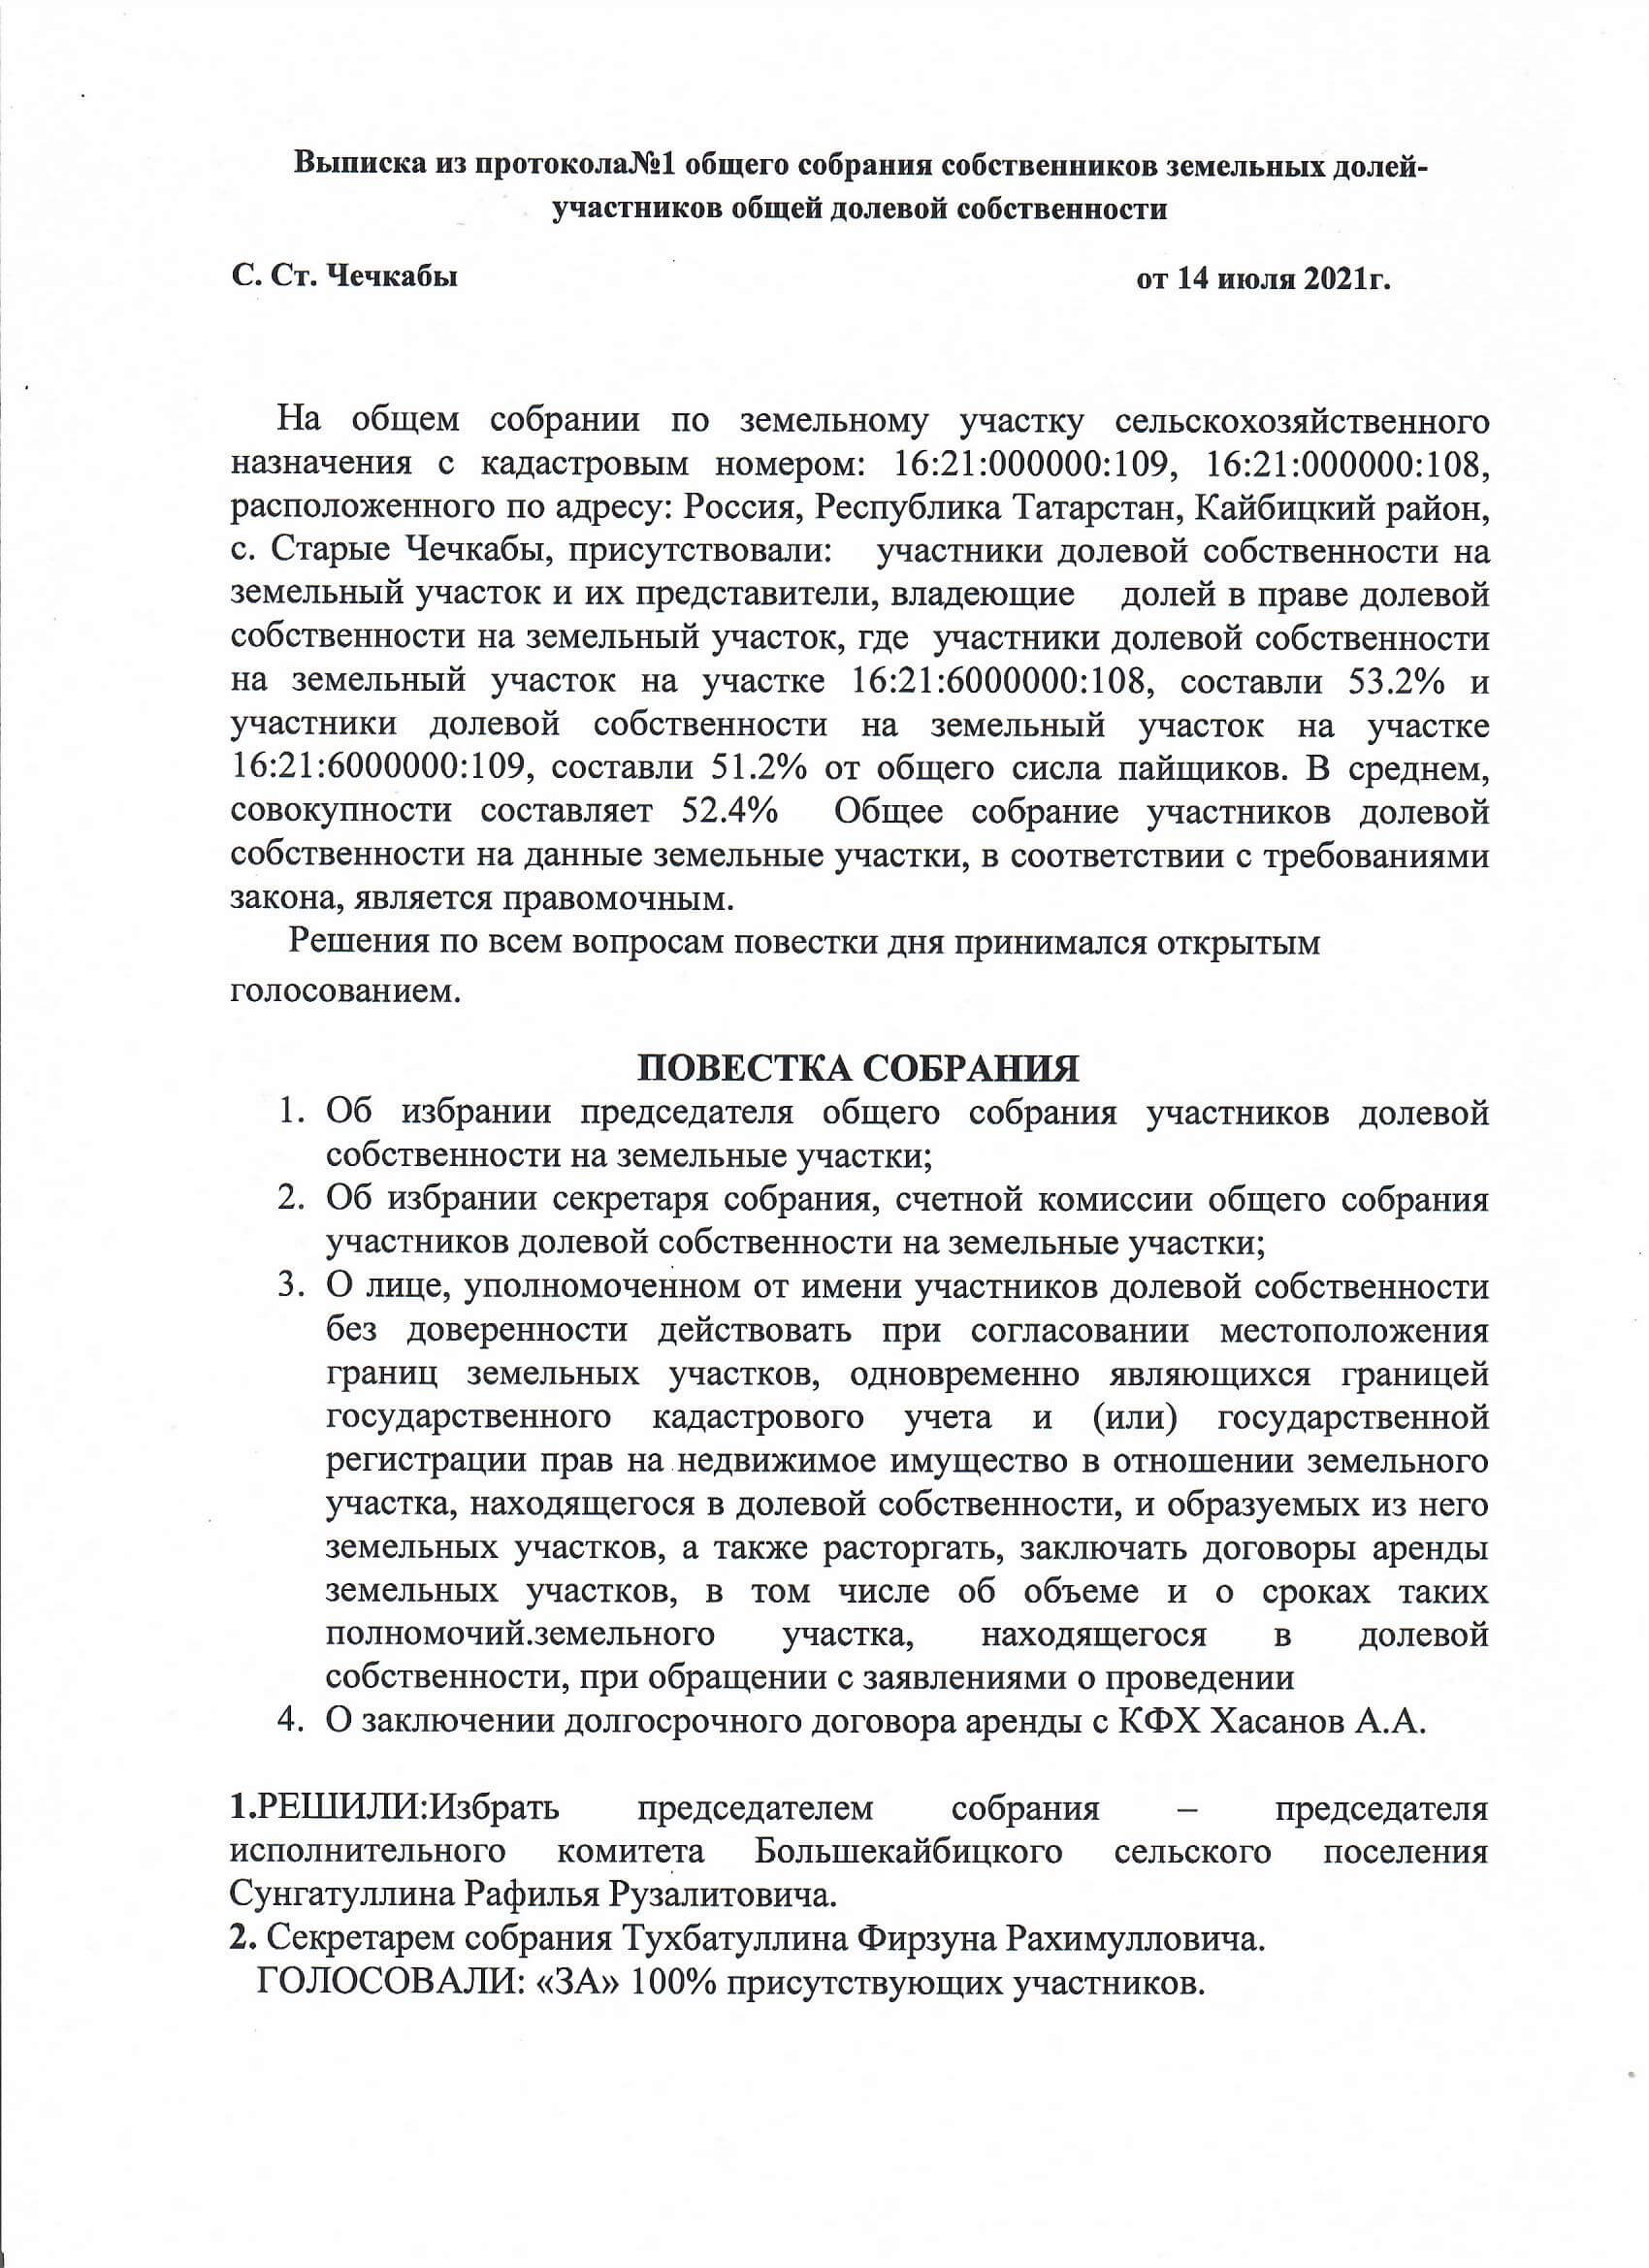 Выписка из протокола№1 общего собрания собственников земельных долей-
участников общей долевой собственности
С. Ст. Чечкабы от 14 июля 2021г.
На общем собрании по земельному участку сельскохозяйственного
назначения с кадастровым номером: 16:21:000000:109, 16:21:000000:108,
расположенного по адресу: Россия, Республика Татарстан, Кайбицкий район,
с. Старые Чечкабы, присутствовали: участники долевой собственности на
земельный участок и их представители, владеющие долей в праве долевой
собственности на земельный участок, где участники долевой собственности
на земельный участок на участке 16:21:6000000:108, составли 53.2% и
участники долевой собственности на земельный участок на участке
16:21:6000000:109, составли 51.2% от общего сисла пайщиков. В среднем,
совокупности составляет 52.4% Общее собрание участников долевой
собственности на данные земельные участки, в соответствии с требованиями
закона, является правомочным.
Решения по всем вопросам повестки дня принимался открытым
голосованием.
ПОВЕСТКА СОБРАНИЯ
1. Об избрании председателя общего собрания участников долевой
собственности на земельные участки;
2. Об избрании секретаря собрания, счетной комиссии общего собрания
участников долевой собственности на земельные участки;
3. О лице, уполномоченном от имени участников долевой собственности
без доверенности действовать при согласовании местоположения
границ земельных участков, одновременно являющихся границей
государственного кадастрового учета и (или) государственной
регистрации прав на недвижимое имущество в отношении земельного
участка, находящегося в долевой собственности, и образуемых из него
земельных участков, а также расторгать, заключать договоры аренды
земельных участков, в том числе об объеме и о сроках таких
полномочий.земельного участка, находящегося в долевой
собственности, при обращении с заявлениями о проведении
4. О заключении долгосрочного договора аренды с КФХ Хасанов А.А.
1.РЕШИЛИ:Избрать председателем собрания – председателя
исполнительного комитета Большекайбицкого сельского поселения
Сунгатуллина Рафилья Рузалитовича.
2. Секретарем собрания Тухбатуллина Фирзуна Рахимулловича.
ГОЛОСОВАЛИ: «ЗА» 100% присутствующих участников.